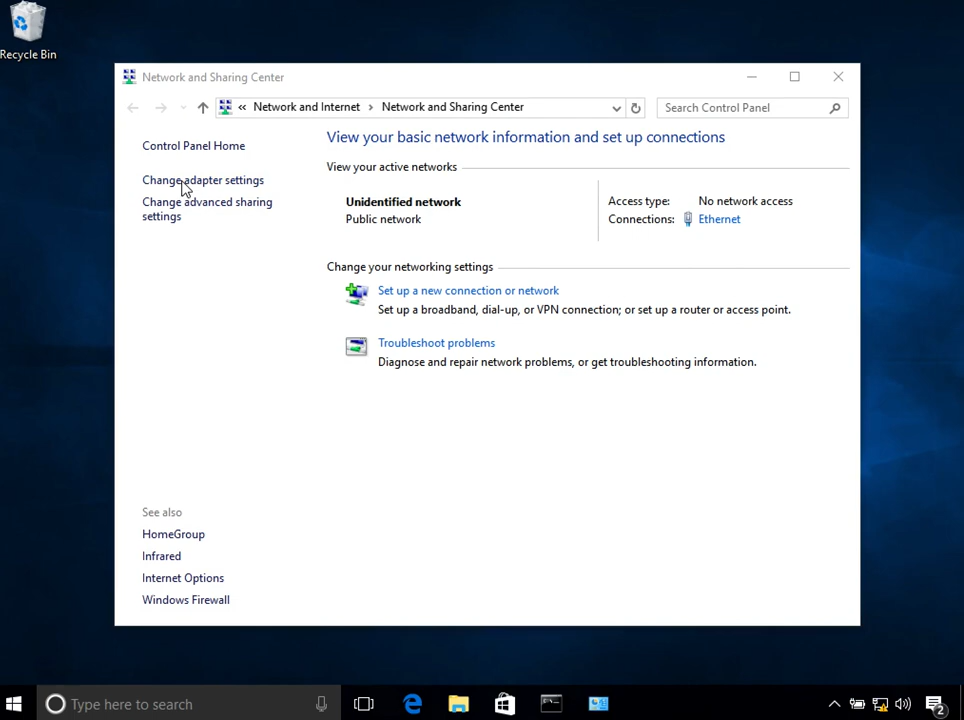 Recycle Bin
Network and Sharing Center
« Network and Internet › Network and Sharing Center
Search Control Panel
Control Panel Home
Change adapter settings
Change advanced sharing
settings
View your basic network information and set up connections
View your active networks
Unidentified network
Public network
Access type: No network access
Connections: Ethernet
Change your networking settings
Set up a new connection or network
Set up a broadband, dial-up, or VPN connection; or set up a router or access point.
Troubleshoot problems
Diagnose and repair network problems, or get troubleshooting information.
See also
HomeGroup
Infrared
Internet Options
Windows Firewall
Type here to search
2